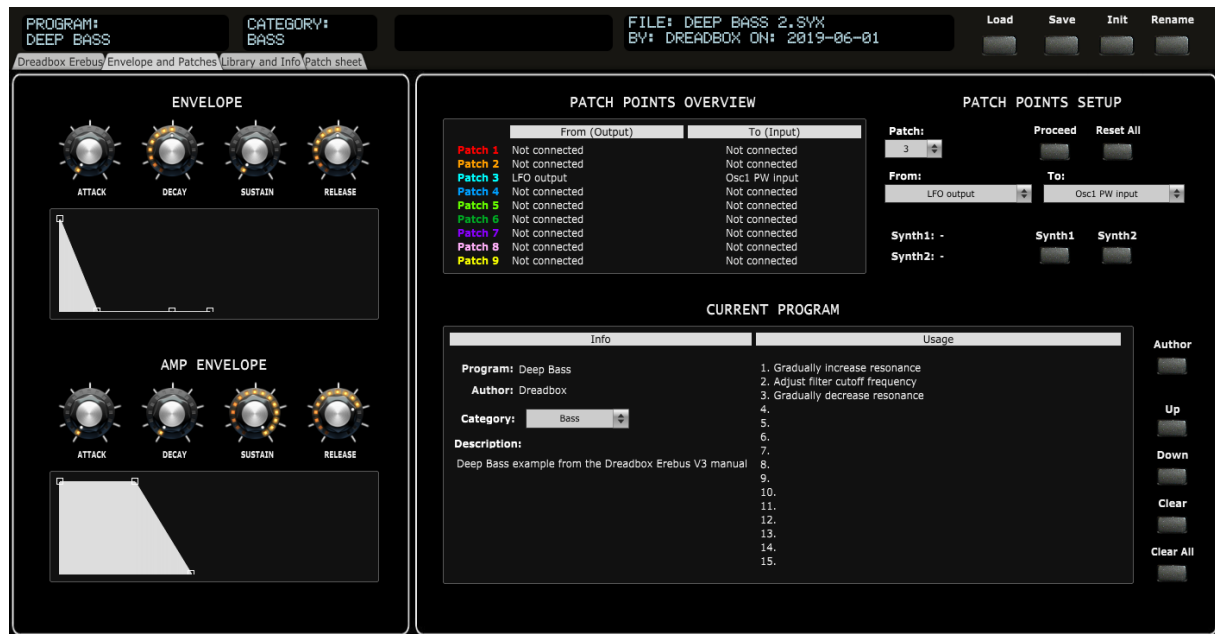 PROGRAM:
DEEP BASS
CATEGORY:
BASS
FILE: DEEP BASS 2.SYX
BY: DREADBOX ON: 2019-06-01
Load Save Init Rename
Dreadbox Erebus Envelope and Patches Library and Info Patch sheet
ENVELOPE
ATTACK DECAY SUSTAIN RELEASE
AMP ENVELOPE
ATTACK DECAY SUSTAIN RELEASE
PATCH POINTS OVERVIEW
From (Output) To (Input)
Patch 1 Not connected Not connected
Patch 2 Not connected Not connected
Patch 3 LFO output Osc1 PW input
Patch 4 Not connected Not connected
Patch 5 Not connected Not connected
Patch 6 Not connected Not connected
Patch 7 Not connected Not connected
Patch 8 Not connected Not connected
Patch 9 Not connected Not connected
PATCH POINTS SETUP
Patch: Proceed Reset All
3
From: To:
LFO output Osc1 PW input
Synth1: - Synth1 Synth2
Synth2: -
CURRENT PROGRAM
Info
Program: Deep Bass
Author: Dreadbox
Category: Bass
Description:
Deep Bass example from the Dreadbox Erebus V3 manual
Usage
1. Gradually increase resonance
2. Adjust filter cutoff frequency
3. Gradually decrease resonance
4.
5.
6.
7.
8.
9.
10.
11.
12.
13.
14.
15.
Author
Up
Down
Clear
Clear All